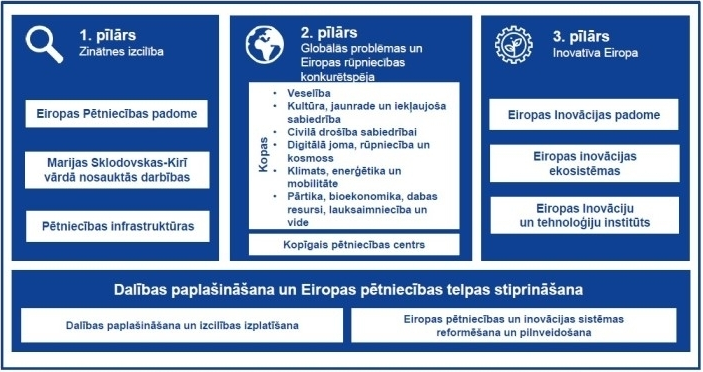 1. pīlārs
Zinātnes izcilība
Eiropas Pētniecības padome
Marijas Sklodovskas-Kirī
vārdā nosauktās darbības
Pētniecības infrastruktūras
2. pīlārs
Globālās problēmas un
Eiropas rūpniecības
konkurētspēja
Kopas
• Veselība
• Kultūra, jaunrade un iekļaujoša
sabiedrība
• Civilā drošība sabiedrībai
• Digitālā joma, rūpniecība un
kosmoss
• Klimats, enerģētika un
mobilitāte
• Pārtika, bioekonomika, dabas
resursi, lauksaimniecība un
vide
Kopīgais pētniecības centrs
3. pīlārs
Inovatīva Eiropa
Eiropas Inovācijas padome
Eiropas inovācijas
ekosistēmas
Eiropas Inovāciju
un tehnoloģiju institūts
Dalības paplašināšana un Eiropas pētniecības telpas stiprināšana
Dalības paplašināšana un izcilības izplatīšana
Eiropas pētniecības un inovācijas sistēmas
reformēšana un pilnveidošana